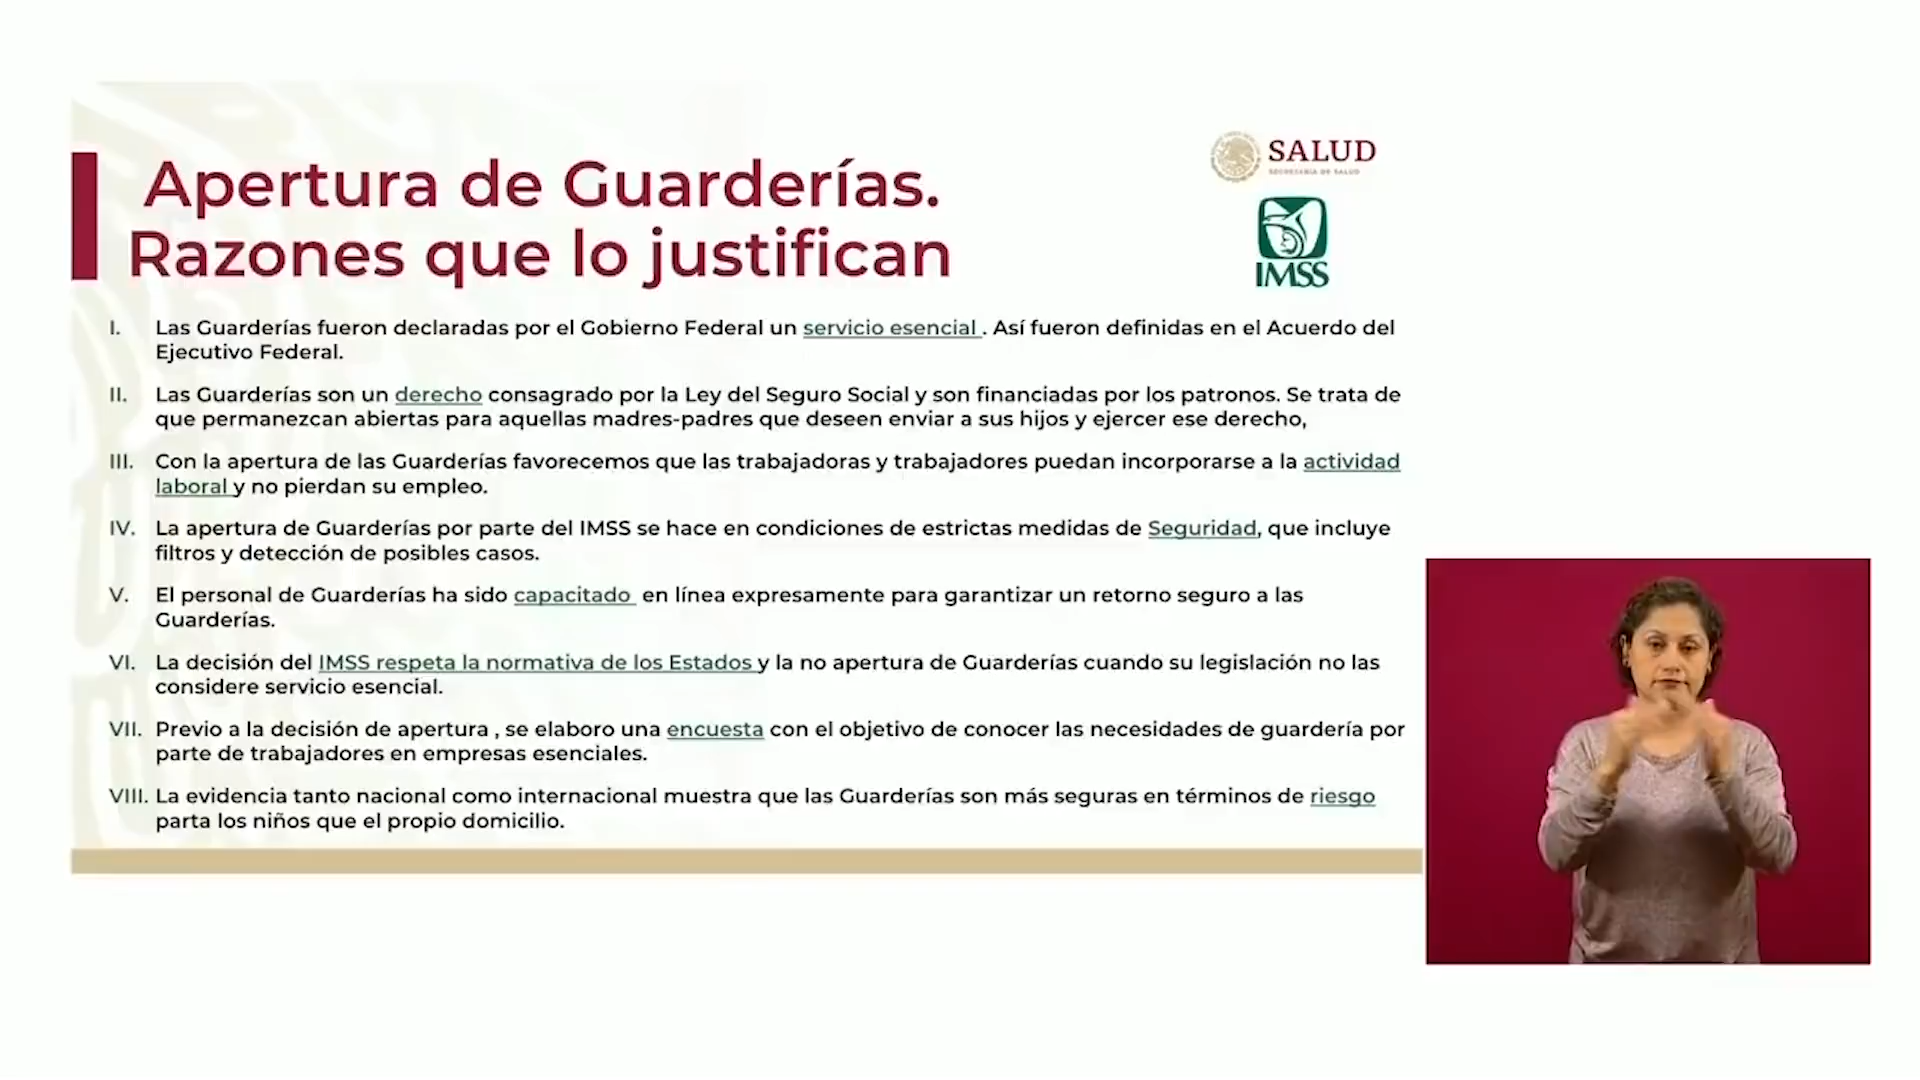 Apertura de Guarderías.
Razones que lo justifican
SALUD
SECRETARÍA DE SALUD
IMSS
I. Las Guarderías fueron declaradas por el Gobierno Federal un servicio esencial . Así fueron definidas en el Acuerdo del
Ejecutivo Federal.
II. Las Guarderías son un derecho consagrado por la Ley del Seguro Social y son financiadas por los patronos. Se trata de
que permanezcan abiertas para aquellas madres-padres que deseen enviar a sus hijos y ejercer ese derecho,
III. Con la apertura de las Guarderías favorecemos que las trabajadoras y trabajadores puedan incorporarse a la actividad
laboral y no pierdan su empleo.
IV. La apertura de Guarderías por parte del IMSS se hace en condiciones de estrictas medidas de Seguridad, que incluye
filtros y detección de posibles casos.
V. El personal de Guarderías ha sido capacitado en línea expresamente para garantizar un retorno seguro a las
Guarderías.
VI. La decisión del IMSS respeta la normativa de los Estados y la no apertura de Guarderías cuando su legislación no las
considere servicio esencial.
VII. Previo a la decisión de apertura , se elaboro una encuesta con el objetivo de conocer las necesidades de guardería por
parte de trabajadores en empresas esenciales.
VIII. La evidencia tanto nacional como internacional muestra que las Guarderías son más seguras en términos de riesgo
parta los niños que el propio domicilio.